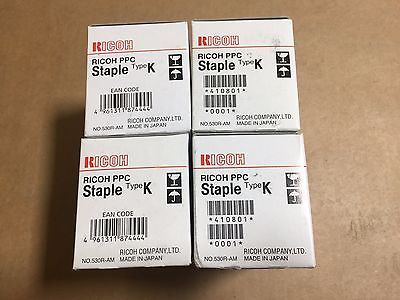 RICOH
RICOH PPC
Staple Type K
EAN CODE
4 961311 874444
RICOH COMPANY,LTD.
NO.530R-AM MADE IN JAPAN
RICOH
RICOH PPC
Staple Type K
*410801*
*0001*
RICOH COMPANY,LTD.
NO.530R-AM MADE IN JAPAN
RICOH
RICOH PPC
Staple Type K
EAN CODE
4 961311 874444
RICOH COMPANY,LTD.
NO.530R-AM MADE IN JAPAN
RICOH
RICOH PPC
Staple Type K
*410801*
*0001*
RICOH COMPANY,LTD.
NO.530R-AM MADE IN JAPAN